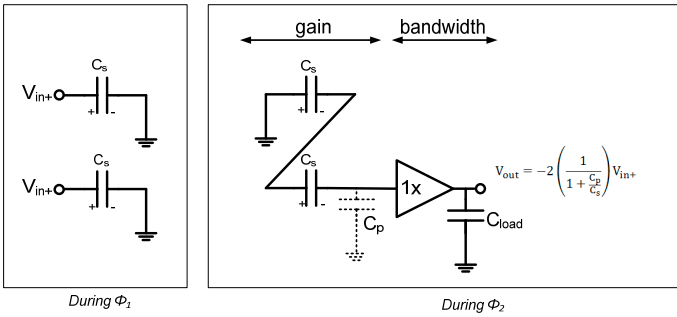 gain
bandwidth
Cs
Vin+
+ -
Cs
Vin+
+ -
Cs
+ -
Cs
+ -
Cp
1x
Cload
Vout = −2 ( 1 / ( 1 + Cp / Cs ) ) Vin+
During Φ1
During Φ2